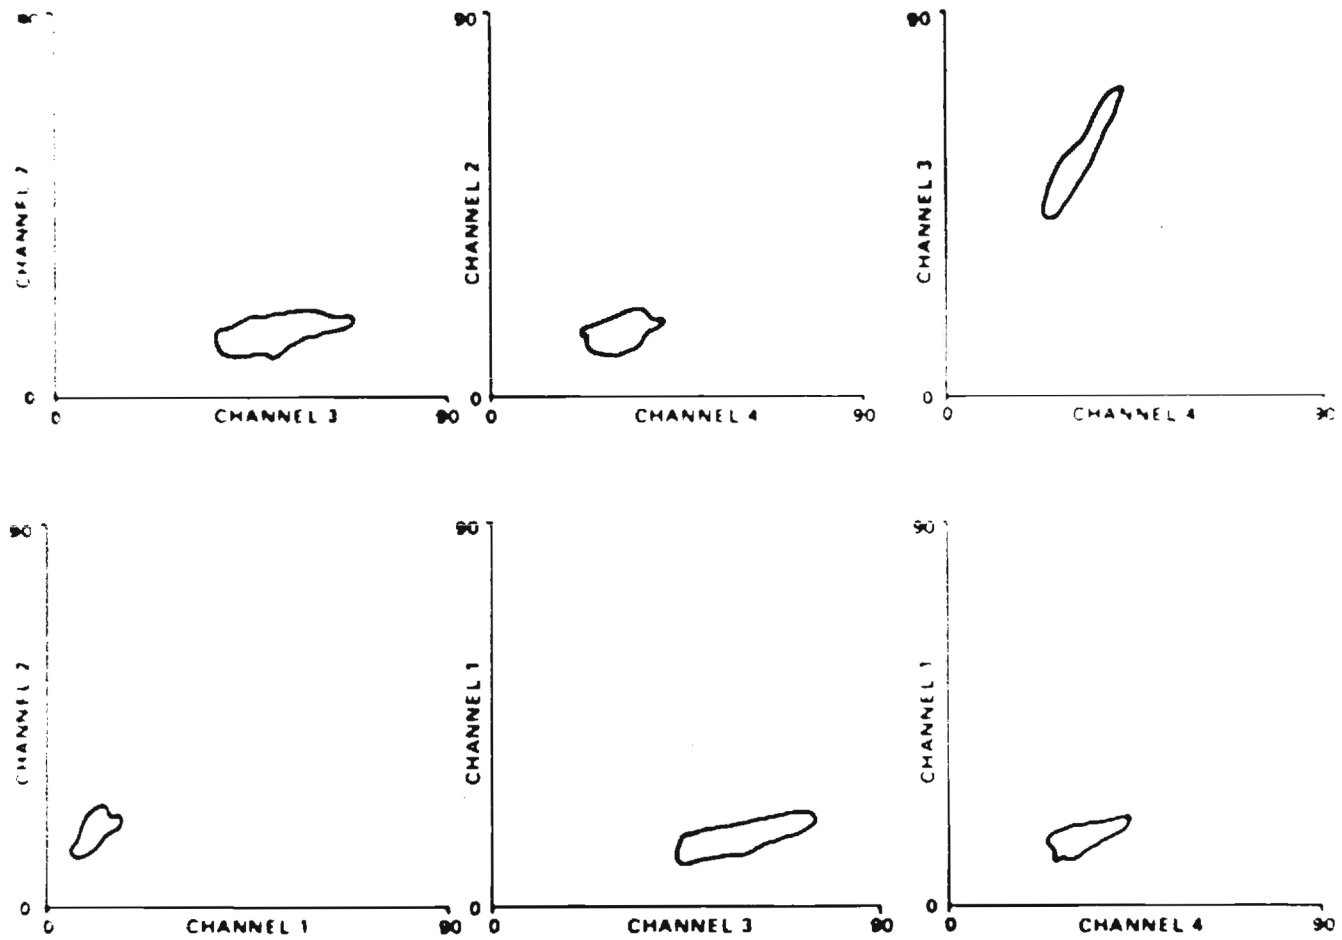 90 90 90
CHANNEL 2 CHANNEL 2 CHANNEL 3
0 0 0
0 CHANNEL 3 90 0 CHANNEL 4 90 0 CHANNEL 4 90
90 90 90
CHANNEL 2 CHANNEL 1 CHANNEL 1
0 0 0
0 CHANNEL 1 90 0 CHANNEL 3 90 0 CHANNEL 4 90